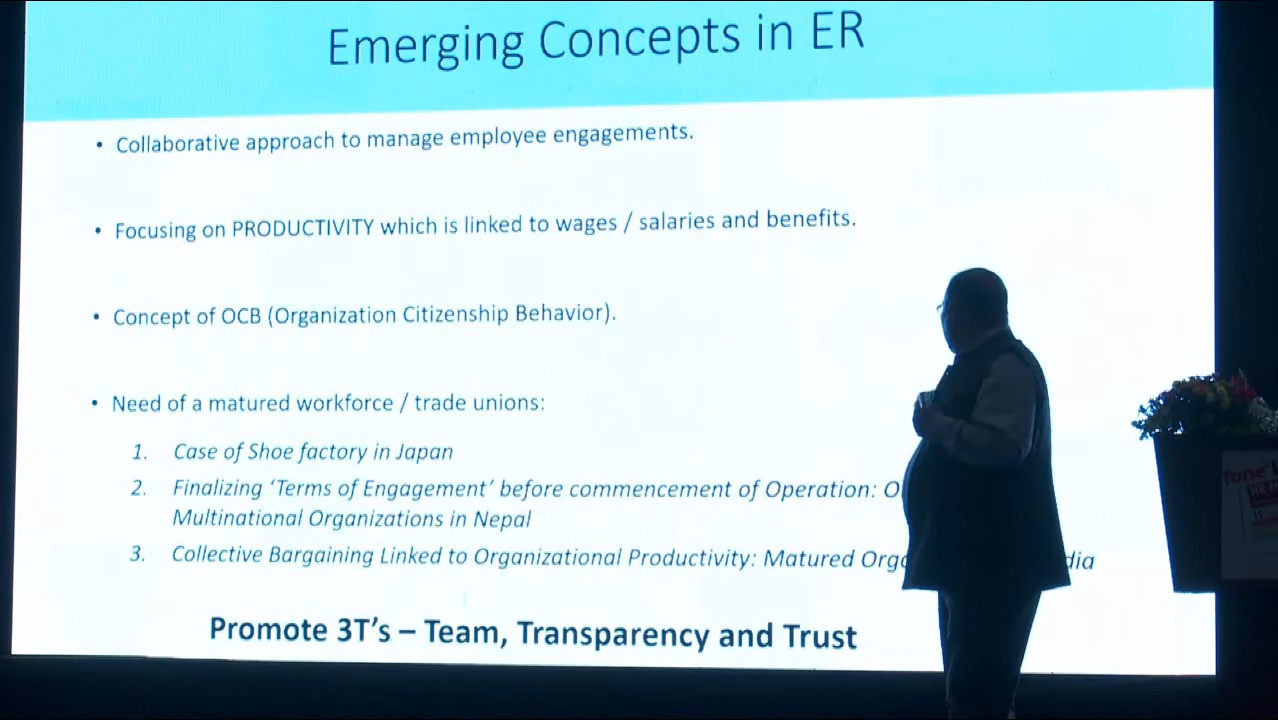 Emerging Concepts in ER
• Collaborative approach to manage employee engagements.
• Focusing on PRODUCTIVITY which is linked to wages / salaries and benefits.
• Concept of OCB (Organization Citizenship Behavior).
• Need of a matured workforce / trade unions:
1. Case of Shoe factory in Japan
2. Finalizing ‘Terms of Engagement’ before commencement of Operation:
Multinational Organizations in Nepal
3. Collective Bargaining Linked to Organizational Productivity: Matured
Promote 3T's – Team, Transparency and Trust
fone